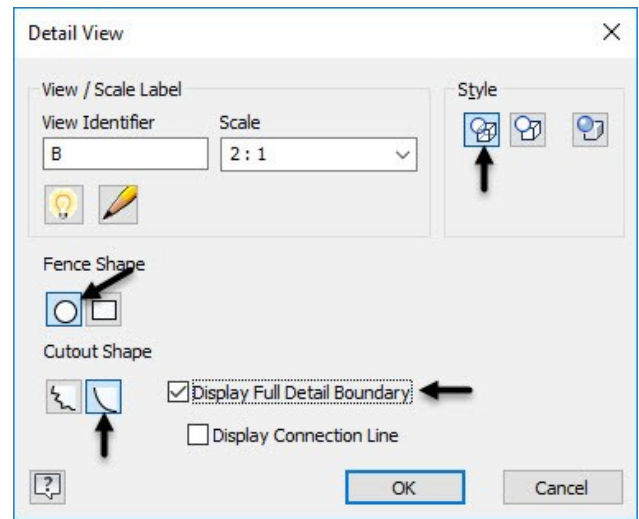 Detail View
View / Scale Label
Style
View Identifier
Scale
B
2 : 1
Fence Shape
Cutout Shape
Display Full Detail Boundary
Display Connection Line
?
OK
Cancel